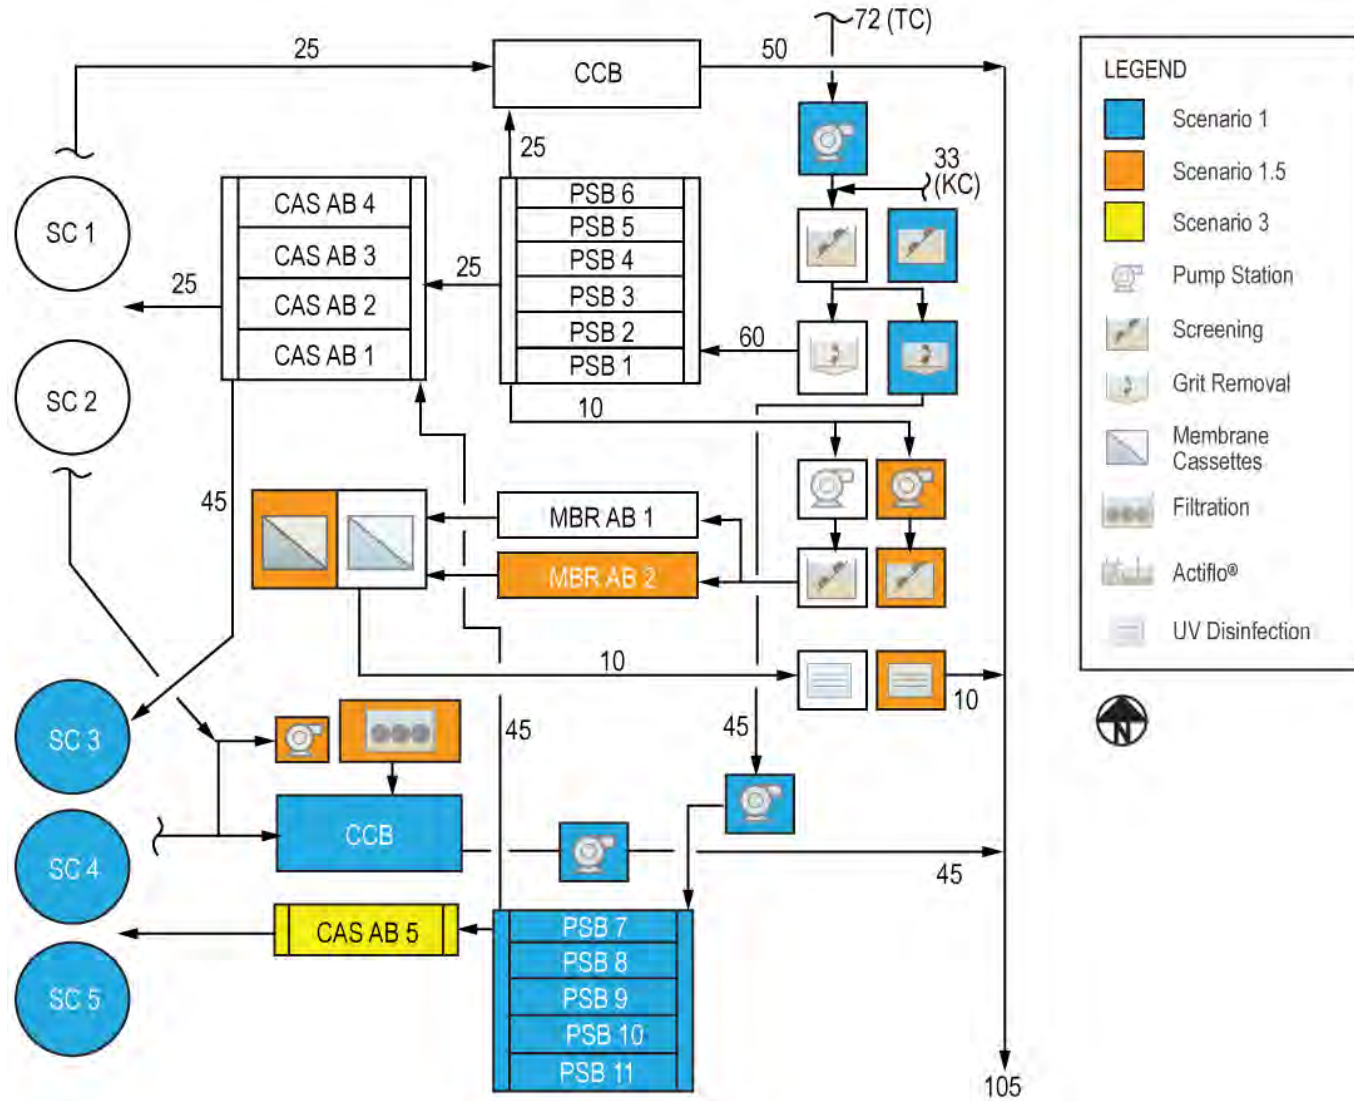 72 (TC)
25
CCB
50
LEGEND
Scenario 1
Scenario 1.5
Scenario 3
Pump Station
Screening
Grit Removal
Membrane
Cassettes
Filtration
Actiflo®
UV Disinfection
25
33
(KC)
SC 1
CAS AB 4
CAS AB 3
CAS AB 2
CAS AB 1
25
25
PSB 6
PSB 5
PSB 4
PSB 3
PSB 2
PSB 1
60
SC 2
10
45
MBR AB 1
MBR AB 2
10
10
N
SC 3
45
45
SC 4
CCB
45
CAS AB 5
SC 5
PSB 7
PSB 8
PSB 9
PSB 10
PSB 11
105